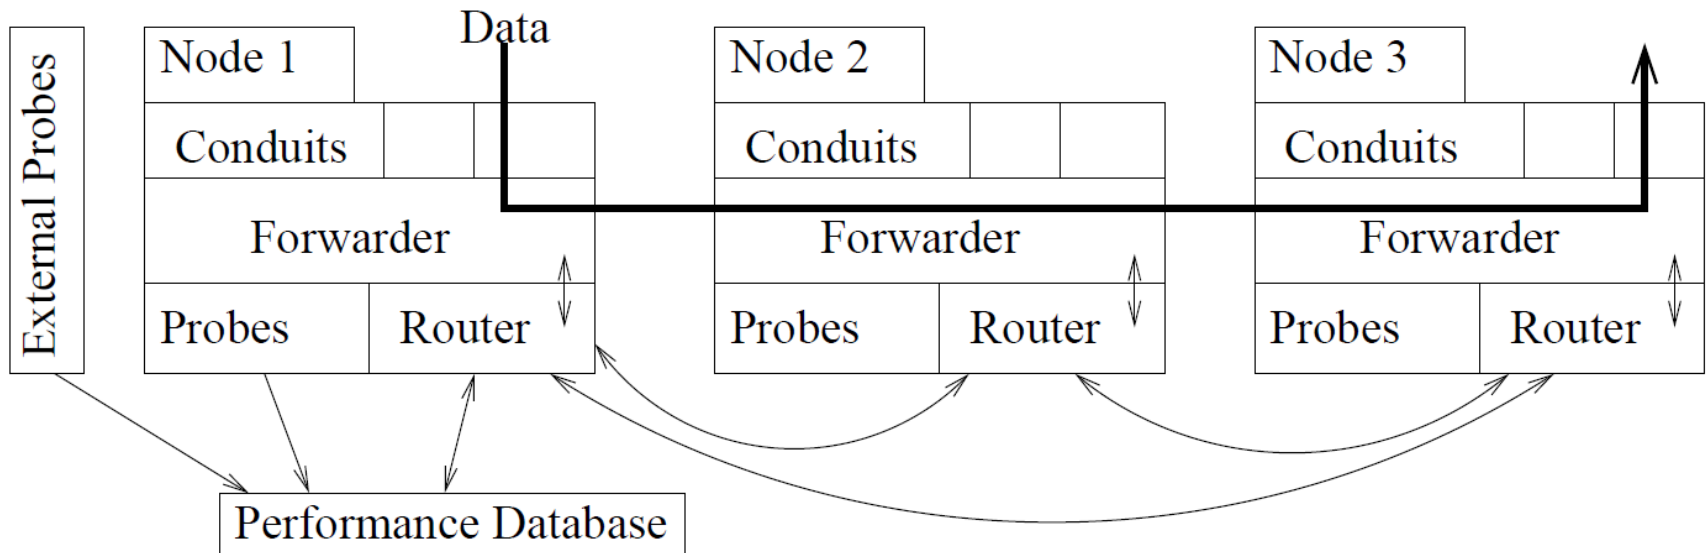 External Probes
Data
Node 1
Conduits
Forwarder
Probes
Router
Node 2
Conduits
Forwarder
Probes
Router
Node 3
Conduits
Forwarder
Probes
Router
Performance Database